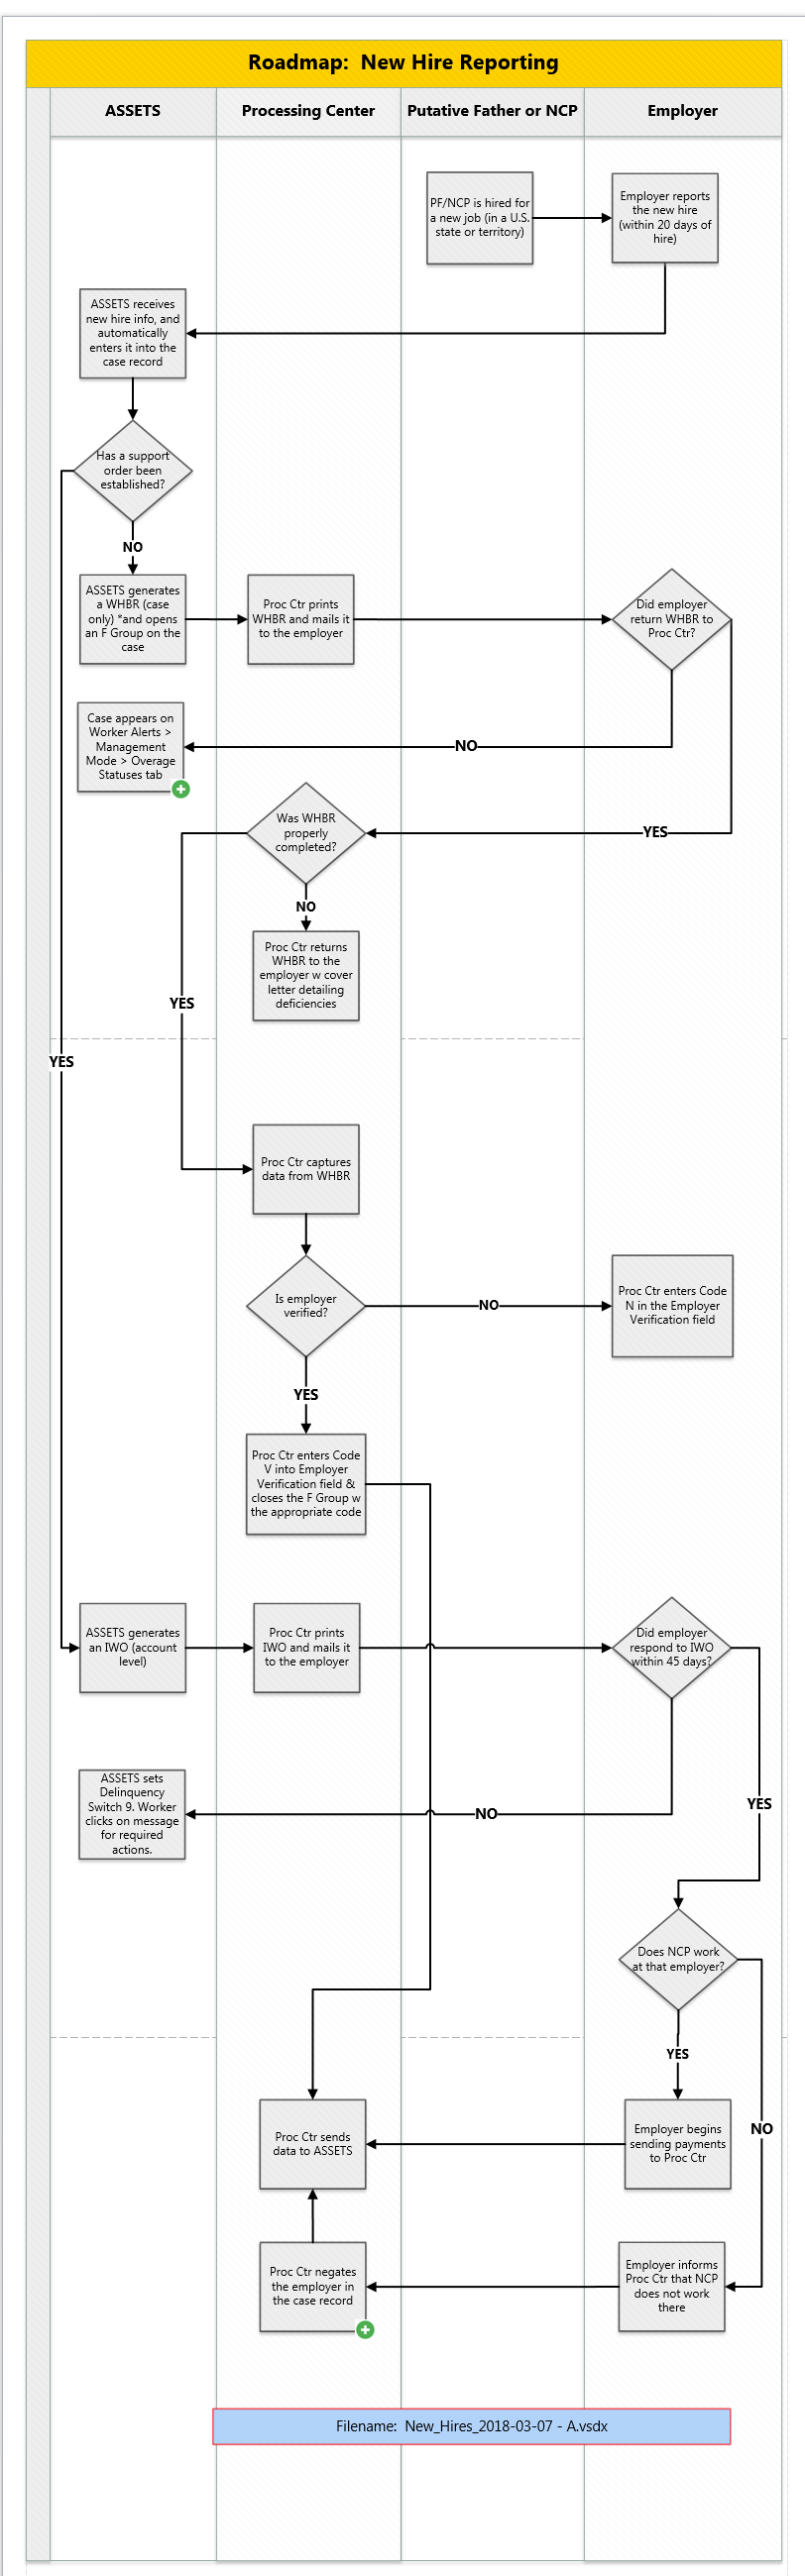 Roadmap:  New Hire Reporting
ASSETS
Processing Center
Putative Father or NCP
Employer
PF/NCP is hired for
a new job (in a U.S.
state or territory)
Employer reports
the new hire
(within 20 days of
hire)
ASSETS receives
new hire info, and
automatically
enters it into the
case record
Has a support
order been
established?
NO
ASSETS generates
a WHBR (case
only) *and opens
an F Group on the
case
Proc Ctr prints
WHBR and mails it
to the employer
Did employer
return WHBR to
Proc Ctr?
Case appears on
Worker Alerts >
Management
Mode > Overage
Statuses tab
NO
Was WHBR
properly
completed?
YES
NO
Proc Ctr returns
WHBR to the
employer w cover
letter detailing
deficiencies
YES
YES
Proc Ctr captures
data from WHBR
Is employer
verified?
NO
Proc Ctr enters Code
N in the Employer
Verification field
YES
Proc Ctr enters Code
V into Employer
Verification field &
closes the F Group w
the appropriate code
ASSETS generates
an IWO (account
level)
Proc Ctr prints
IWO and mails it
to the employer
Did employer
respond to IWO
within 45 days?
ASSETS sets
Delinquency
Switch 9. Worker
clicks on message
for required
actions.
NO
YES
Does NCP work
at that employer?
YES
NO
Proc Ctr sends
data to ASSETS
Employer begins
sending payments
to Proc Ctr
Proc Ctr negates
the employer in
the case record
Employer informs
Proc Ctr that NCP
does not work
there
Filename:  New_Hires_2018-03-07 - A.vsdx